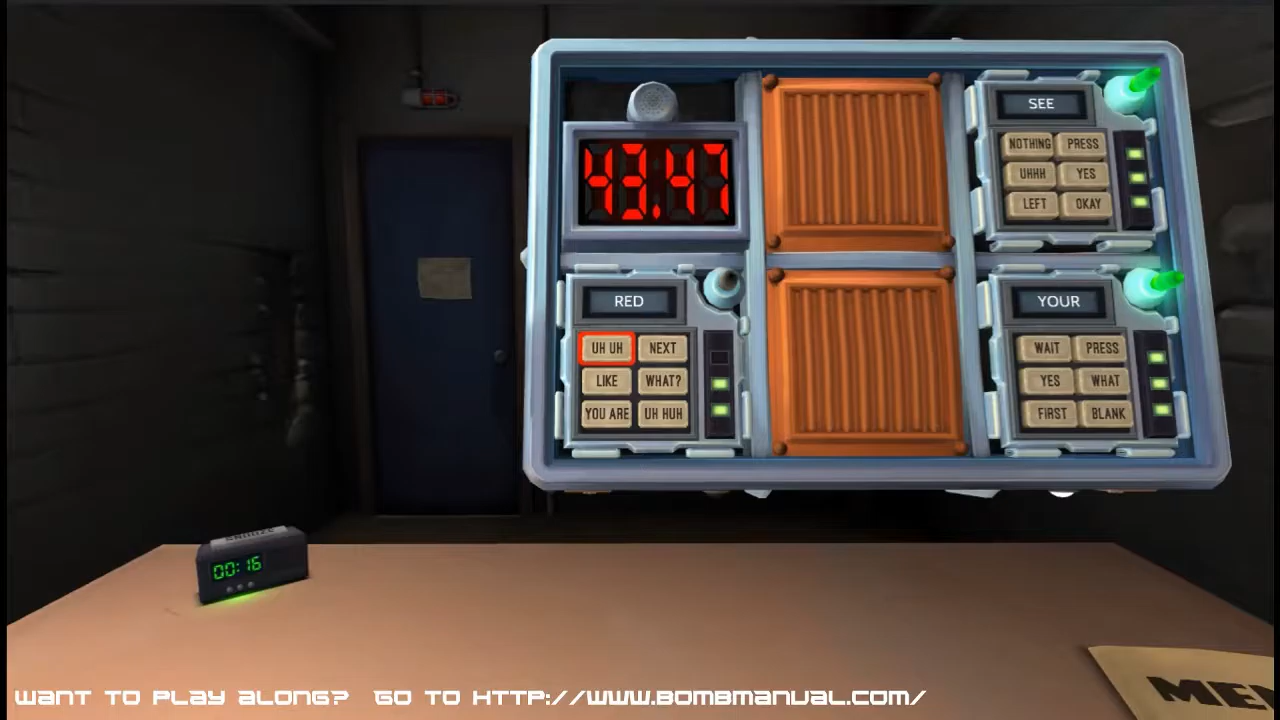 43.47
SEE
NOTHING PRESS
UHHH YES
LEFT OKAY
RED
UH UH NEXT
LIKE WHAT?
YOU ARE UH HUH
YOUR
WAIT PRESS
YES WHAT
FIRST BLANK
SNOOZE
00:16
WANT TO PLAY ALONG? GO TO HTTP://WWW.BOMBMANUAL.COM/